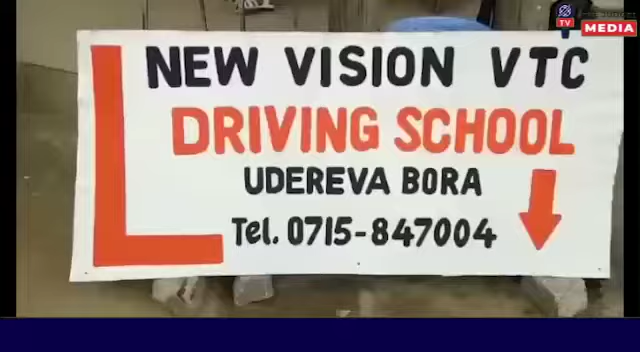 NEW VISION VTC
DRIVING SCHOOL
UDEREVA BORA
Tel. 0715-847004
L
TV
MEDIA